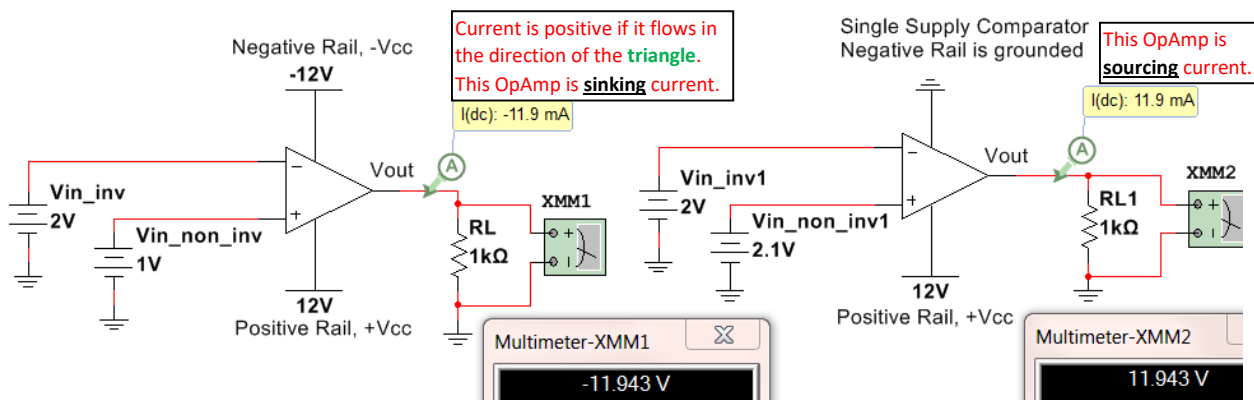 Negative Rail, -Vcc
-12V
Current is positive if it flows in
the direction of the triangle.
This OpAmp is sinking current.
I(dc): -11.9 mA
A
Vout
Vin_inv
2V
Vin_non_inv
1V
−
+
RL
1kΩ
XMM1
+
12V
Positive Rail, +Vcc
Multimeter-XMM1
X
-11.943 V
Single Supply Comparator
Negative Rail is grounded
This OpAmp is
sourcing current.
I(dc): 11.9 mA
A
Vout
Vin_inv1
2V
Vin_non_inv1
2.1V
−
+
RL1
1kΩ
XMM2
+
12V
Positive Rail, +Vcc
Multimeter-XMM2
11.943 V